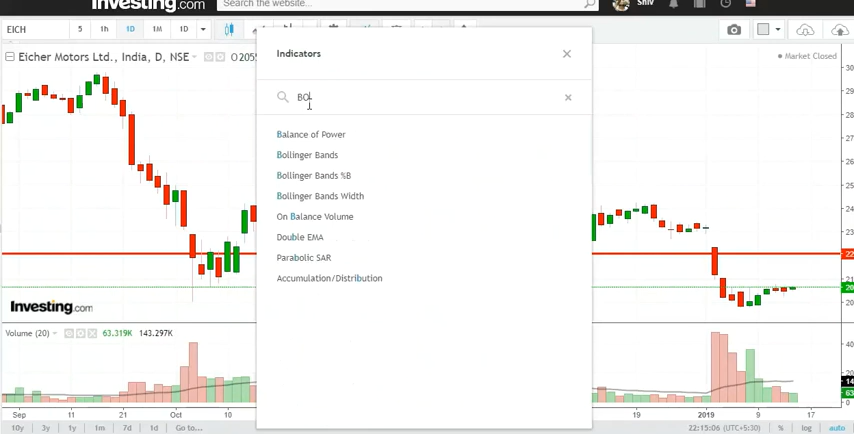 Investing.com
Search the website...
Shiv
EICH 5 1h 1D 1M 1D
Eicher Motors Ltd., India, D, NSE
Market Closed
Indicators
BOL
Balance of Power
Bollinger Bands
Bollinger Bands %B
Bollinger Bands Width
On Balance Volume
Double EMA
Parabolic SAR
Accumulation/Distribution
Investing.com
Volume (20) 63.319K 143.297K
Sep 11 21 Oct 10 19 2019 9 17
10y 3y 1y 1m 7d 1d Go to... 22:15:06 (UTC+5:30) % log auto